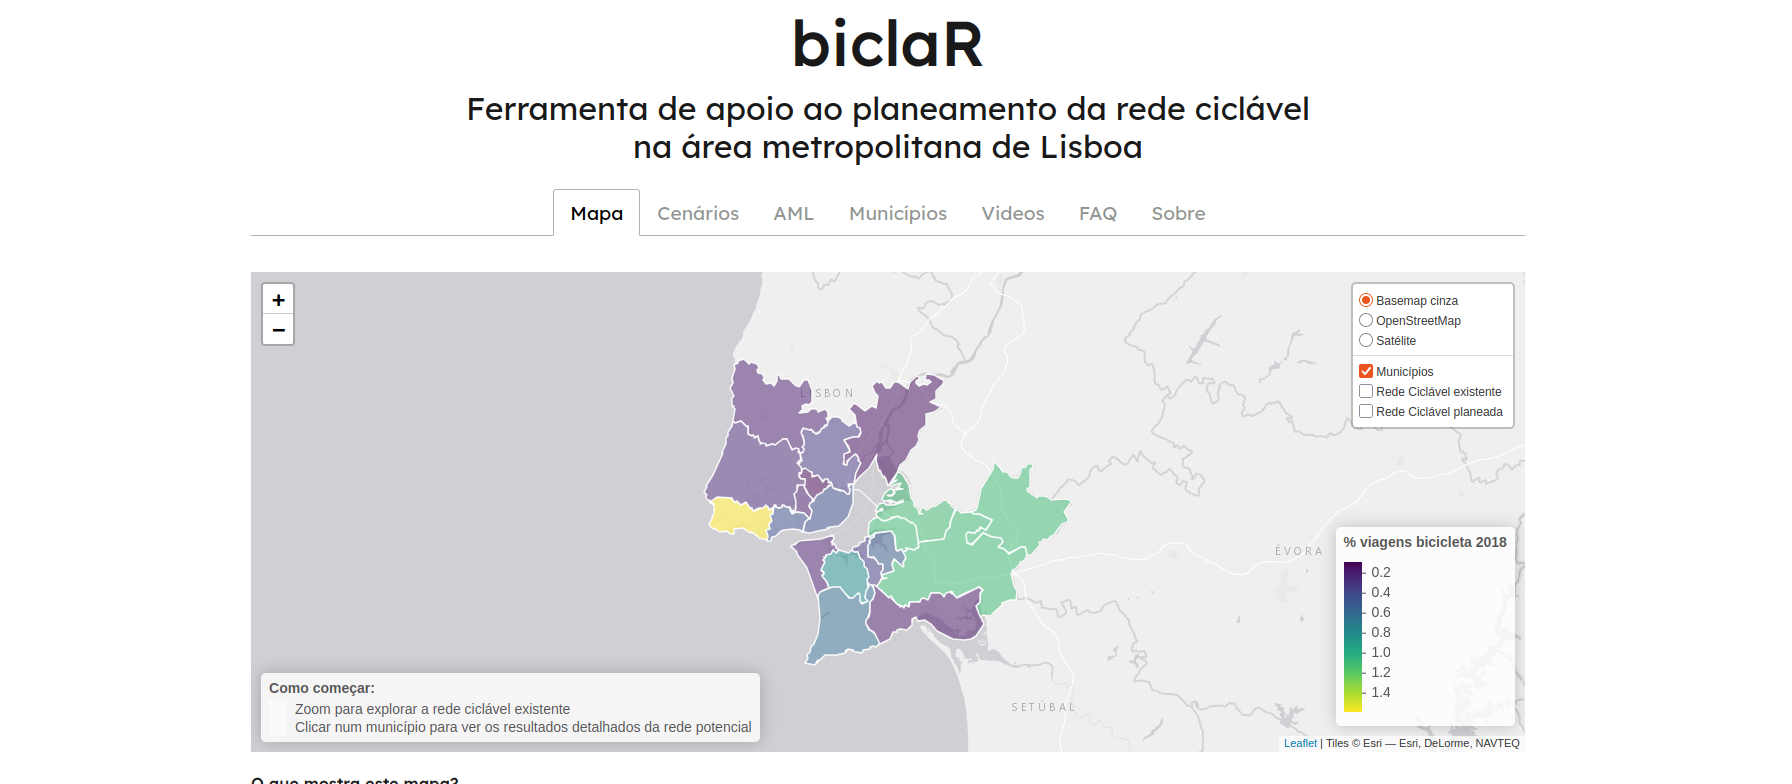 biclaR
Ferramenta de apoio ao planeamento da rede ciclável
na área metropolitana de Lisboa
Mapa Cenários AML Municípios Videos FAQ Sobre
+
−
Basemap cinza
OpenStreetMap
Satélite
Municípios
Rede Ciclável existente
Rede Ciclável planeada
LISBON
ÉVORA
SETÚBAL
% viagens bicicleta 2018
0.2
0.4
0.6
0.8
1.0
1.2
1.4
Como começar:
Zoom para explorar a rede ciclável existente
Clicar num município para ver os resultados detalhados da rede potencial
Leaflet | Tiles © Esri — Esri, DeLorme, NAVTEQ
O que mostra este mapa?